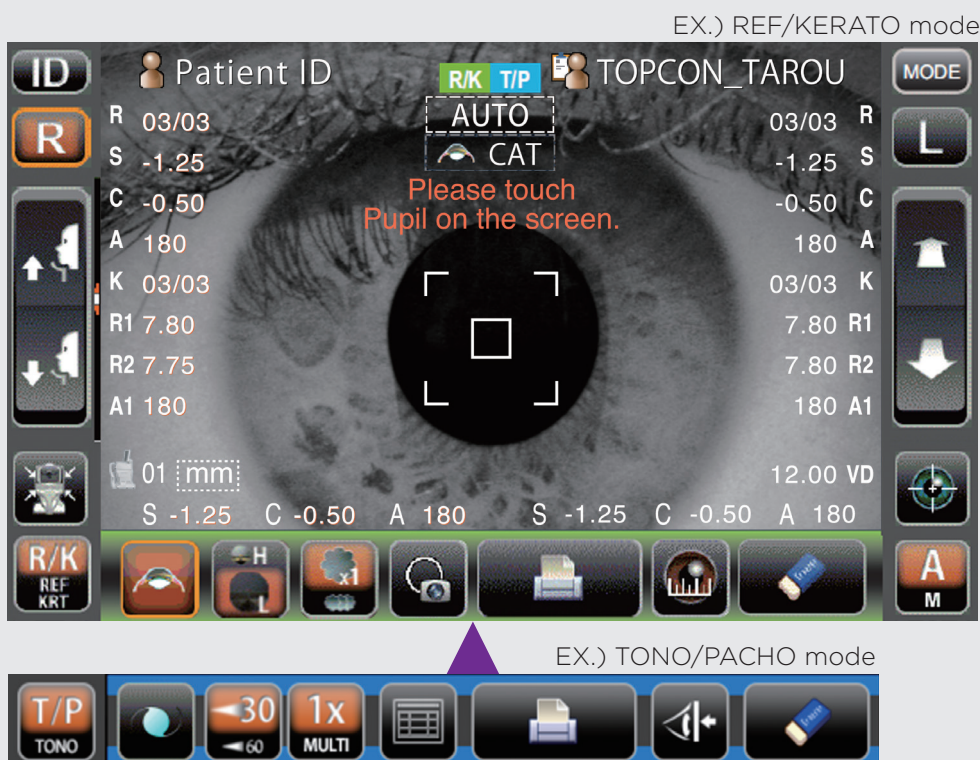 EX.) REF/KERATO mode
ID Patient ID R/K T/P TOPCON_TAROU MODE
R R 03/03 AUTO 03/03 R L
S -1.25 CAT -1.25 S
C -0.50 Please touch -0.50 C
Pupil on the screen.
A 180 180 A
K 03/03 03/03 K
R1 7.80 7.80 R1
R2 7.75 7.80 R2
A1 180 180 A1
01 mm 12.00 VD
S -1.25 C -0.50 A 180 S -1.25 C -0.50 A 180
R/K H x1 A
REF L M
KRT
EX.) TONO/PACHO mode
T/P 30 1x
TONO 60 MULTI